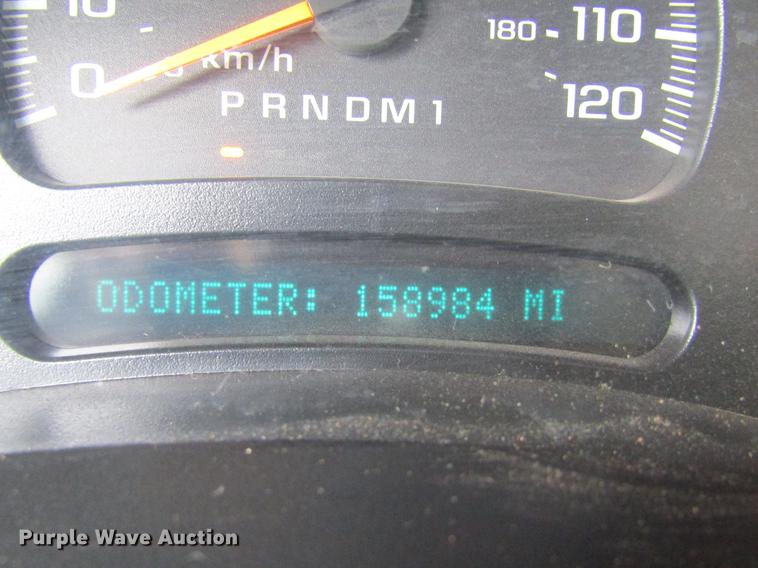 10
0
km/h
180
110
120
PRNDM1
ODOMETER: 158984 MI
Purple Wave Auction